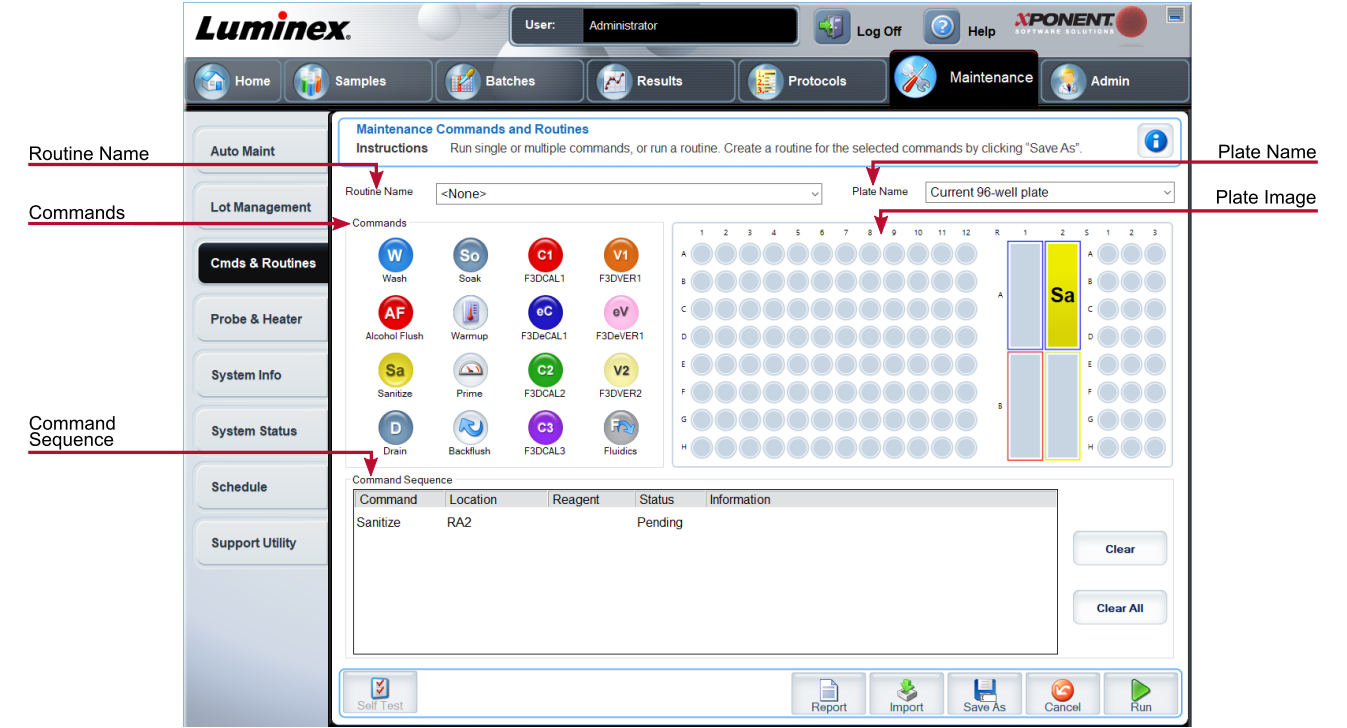 Luminex.
User: Administrator
Log Off
Help
XPONENT.
SOFTWARE SOLUTIONS
Home
Samples
Batches
Results
Protocols
Maintenance
Admin
Auto Maint
Lot Management
Cmds & Routines
Probe & Heater
System Info
System Status
Schedule
Support Utility
Routine Name
Commands
Command
Sequence
Plate Name
Plate Image
Maintenance Commands and Routines
Instructions Run single or multiple commands, or run a routine. Create a routine for the selected commands by clicking "Save As".
Routine Name <None>
Plate Name Current 96-well plate
Commands
W So C1 V1
Wash Soak F3DCAL1 F3DVER1
AF eC eV
Alcohol Flush Warmup F3DeCAL1 F3DeVER1
Sa C2 V2
Sanitize Prime F3DCAL2 F3DVER2
D C3 F
Drain Backflush F3DCAL3 Fluidics
1 2 3 4 5 6 7 8 9 10 11 12 R 1 2 S 1 2 3
A A
B B
A Sa
C C
D D
E E
F F
B
G G
H H
Command Sequence
Command Location Reagent Status Information
Sanitize RA2 Pending
Clear
Clear All
Self Test
Report
Import
Save As
Cancel
Run